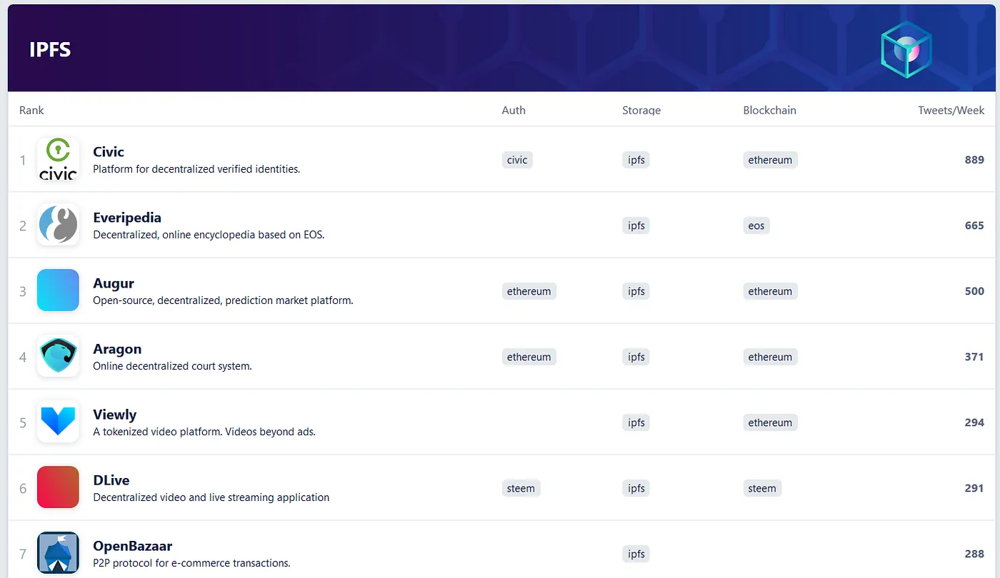 IPFS
Rank Auth Storage Blockchain Tweets/Week
1 civic Civic civic ipfs ethereum 889
Platform for decentralized verified identities.
2 Everipedia ipfs eos 665
Decentralized, online encyclopedia based on EOS.
3 Augur ethereum ipfs ethereum 500
Open-source, decentralized, prediction market platform.
4 Aragon ethereum ipfs ethereum 371
Online decentralized court system.
5 Viewly ipfs ethereum 294
A tokenized video platform. Videos beyond ads.
6 DLive steem ipfs steem 291
Decentralized video and live streaming application
7 OpenBazaar ipfs 288
P2P protocol for e-commerce transactions.